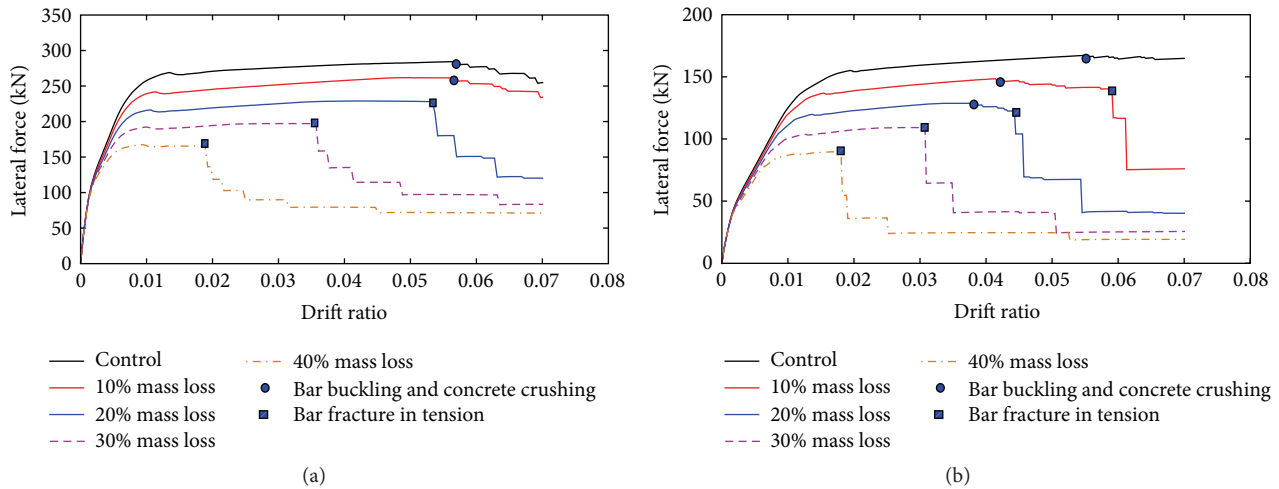 350
300
250
200
150
100
50
0
Lateral force (kN)
0 0.01 0.02 0.03 0.04 0.05 0.06 0.07 0.08
Drift ratio
Control
10% mass loss
20% mass loss
30% mass loss
40% mass loss
Bar buckling and concrete crushing
Bar fracture in tension
(a)
200
150
100
50
0
Lateral force (kN)
0 0.01 0.02 0.03 0.04 0.05 0.06 0.07 0.08
Drift ratio
Control
10% mass loss
20% mass loss
30% mass loss
40% mass loss
Bar buckling and concrete crushing
Bar fracture in tension
(b)